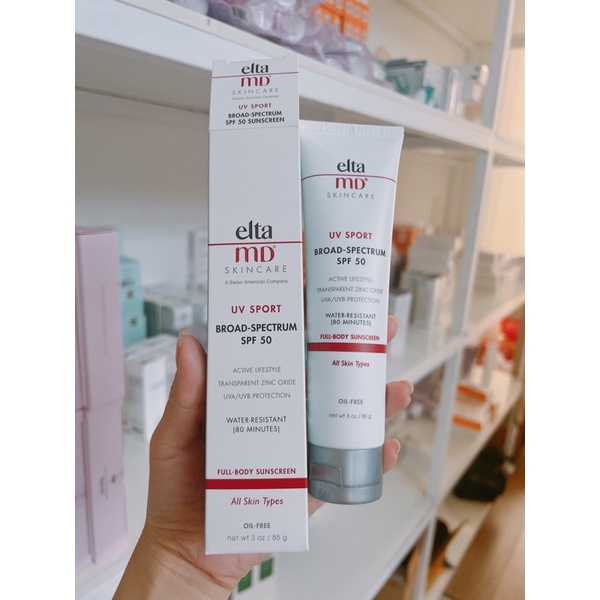 elta
MD®
SKINCARE
A Swiss-American Company
UV SPORT
BROAD-SPECTRUM
SPF 50 SUNSCREEN
elta
MD®
SKINCARE
A Swiss-American Company
UV SPORT
BROAD-SPECTRUM
SPF 50
ACTIVE LIFESTYLE
TRANSPARENT ZINC OXIDE
UVA/UVB PROTECTION
WATER-RESISTANT
(80 MINUTES)
FULL-BODY SUNSCREEN
All Skin Types
OIL-FREE
net wt 3 oz / 85 g
elta
MD®
SKINCARE
UV SPORT
BROAD-SPECTRUM
SPF 50
ACTIVE LIFESTYLE
TRANSPARENT ZINC OXIDE
UVA/UVB PROTECTION
WATER-RESISTANT
(80 MINUTES)
FULL-BODY SUNSCREEN
All Skin Types
OIL-FREE
net wt 3 oz / 85 g